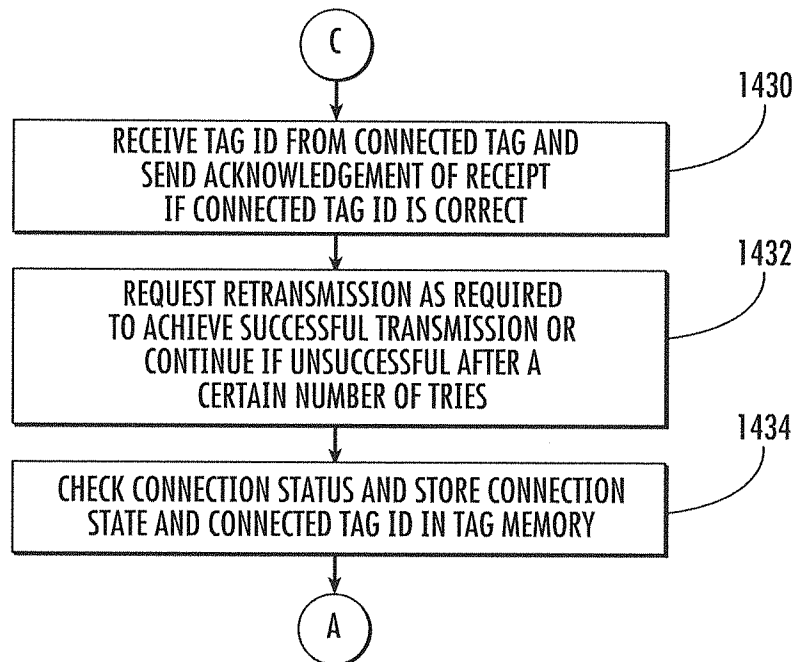 C
1430
RECEIVE TAG ID FROM CONNECTED TAG AND
SEND ACKNOWLEDGEMENT OF RECEIPT
IF CONNECTED TAG ID IS CORRECT
1432
REQUEST RETRANSMISSION AS REQUIRED
TO ACHIEVE SUCCESSFUL TRANSMISSION OR
CONTINUE IF UNSUCCESSFUL AFTER A
CERTAIN NUMBER OF TRIES
1434
CHECK CONNECTION STATUS AND STORE CONNECTION
STATE AND CONNECTED TAG ID IN TAG MEMORY
A